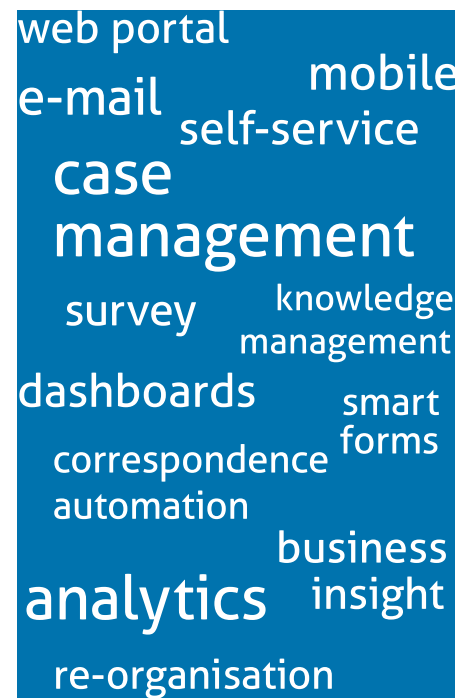 web portal
mobile
e-mail
self-service
case
management
survey
knowledge
management
dashboards
smart
forms
correspondence
automation
business
insight
analytics
re-organisation